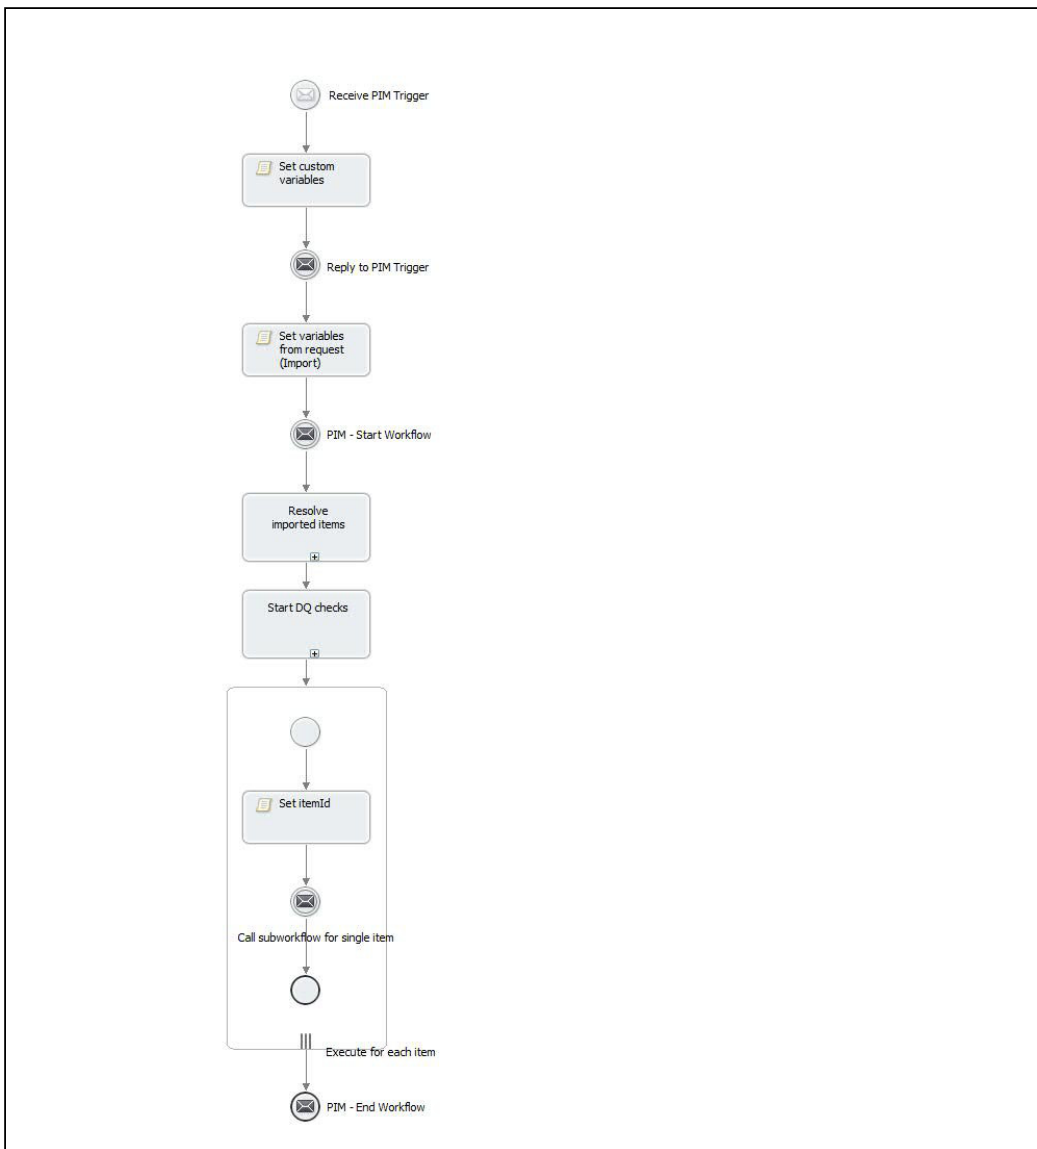 Receive PIM Trigger
Set custom
variables
Reply to PIM Trigger
Set variables
from request
(Import)
PIM - Start Workflow
Resolve
imported items
Start DQ checks
Set itemId
Call subworkflow for single item
Execute for each item
PIM - End Workflow